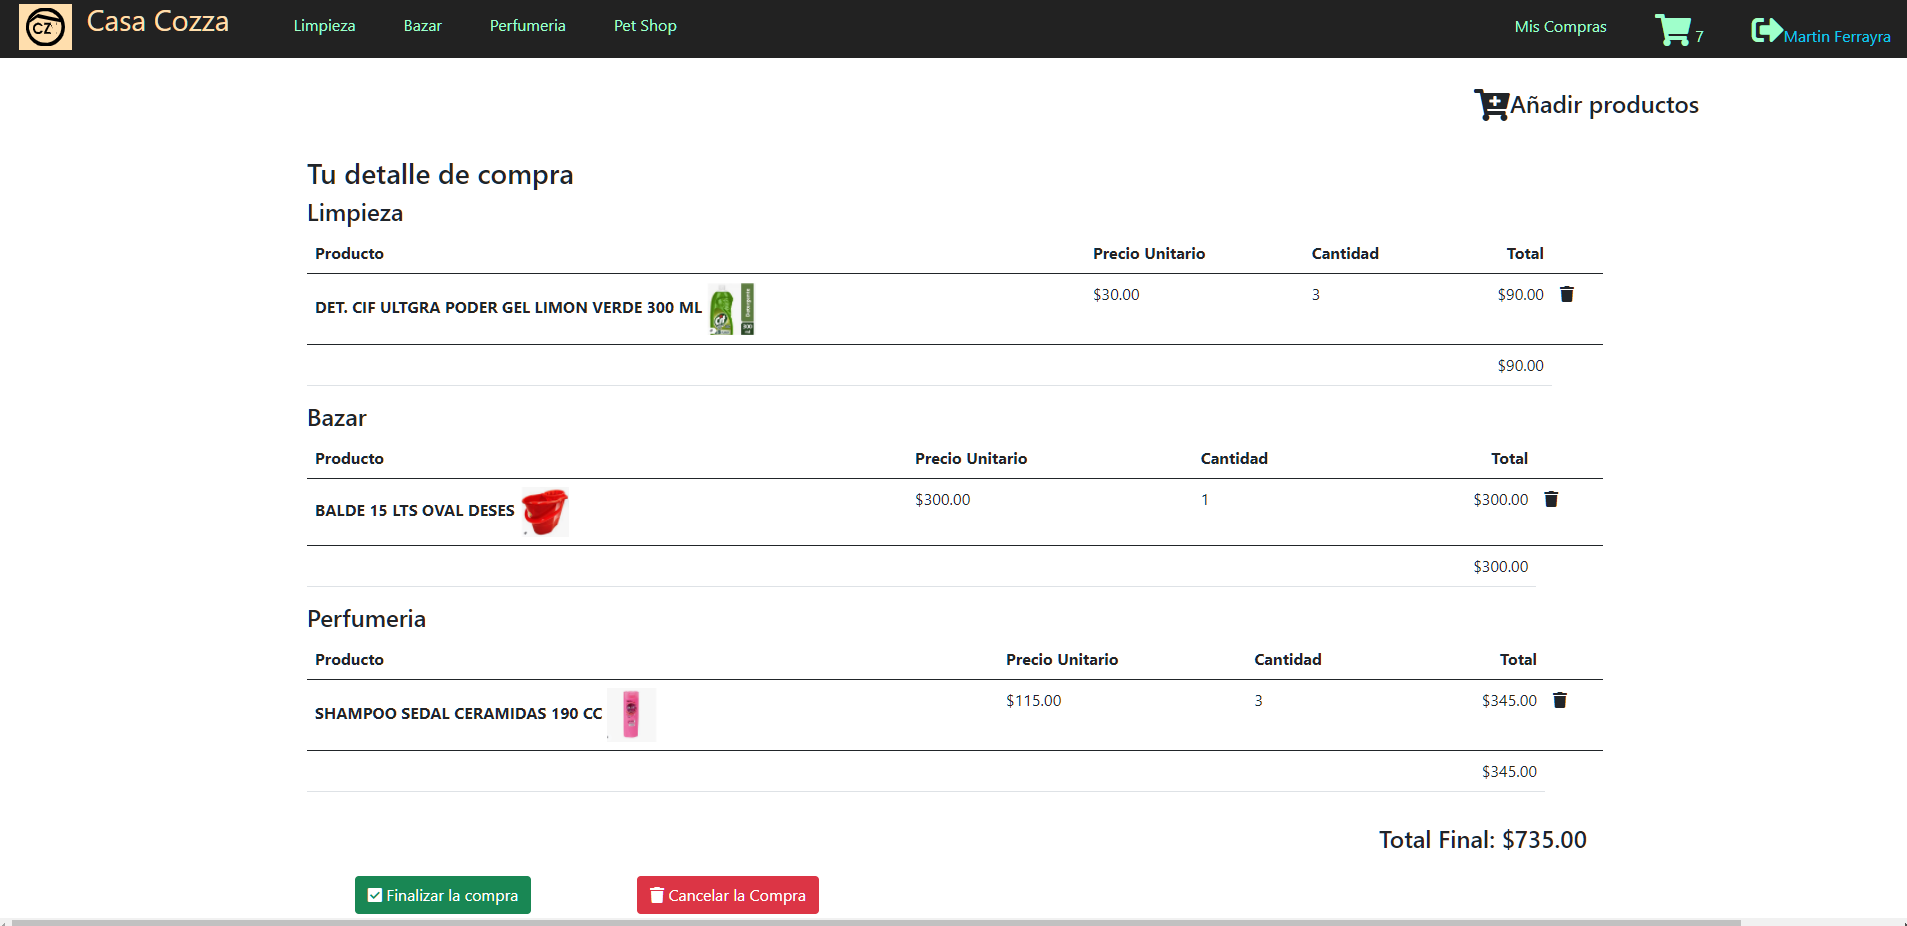 CZ Casa Cozza Limpieza Bazar Perfumeria Pet Shop Mis Compras 7 Martin Ferrayra
Añadir productos
Tu detalle de compra
Limpieza
Producto Precio Unitario Cantidad Total
DET. CIF ULTGRA PODER GEL LIMON VERDE 300 ML $30.00 3 $90.00
$90.00
Bazar
Producto Precio Unitario Cantidad Total
BALDE 15 LTS OVAL DESES $300.00 1 $300.00
$300.00
Perfumeria
Producto Precio Unitario Cantidad Total
SHAMPOO SEDAL CERAMIDAS 190 CC $115.00 3 $345.00
$345.00
Total Final: $735.00
Finalizar la compra Cancelar la Compra